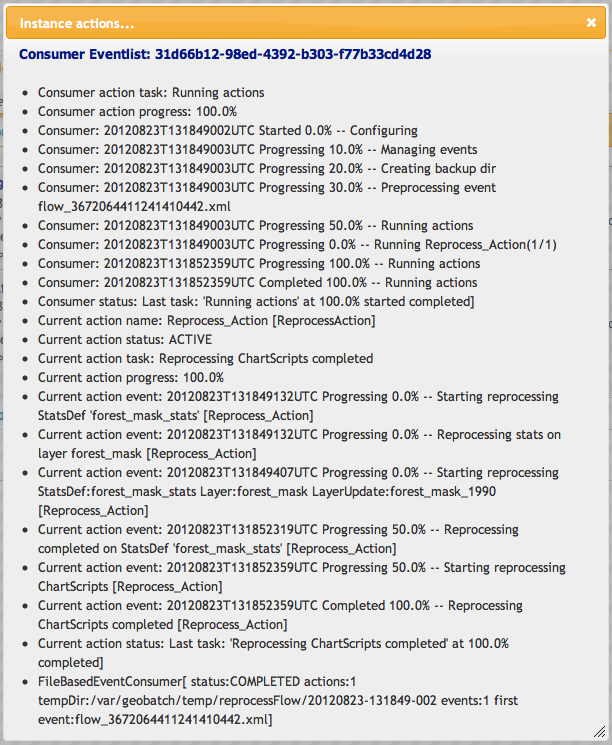 Instance actions...
Consumer Eventlist: 31d66b12-98ed-4392-b303-f77b33cd4d28
Consumer action task: Running actions
Consumer action progress: 100.0%
Consumer: 20120823T131849002UTC Started 0.0% -- Configuring
Consumer: 20120823T131849003UTC Progressing 10.0% -- Managing events
Consumer: 20120823T131849003UTC Progressing 20.0% -- Creating backup dir
Consumer: 20120823T131849003UTC Progressing 30.0% -- Preprocessing event
flow_3672064411241410442.xml
Consumer: 20120823T131849003UTC Progressing 50.0% -- Running actions
Consumer: 20120823T131849003UTC Progressing 0.0% -- Running Reprocess_Action(1/1)
Consumer: 20120823T131852359UTC Progressing 100.0% -- Running actions
Consumer: 20120823T131852359UTC Completed 100.0% -- Running actions
Consumer status: Last task: 'Running actions' at 100.0% started completed]
Current action name: Reprocess_Action [ReprocessAction]
Current action status: ACTIVE
Current action task: Reprocessing ChartScripts completed
Current action progress: 100.0%
Current action event: 20120823T131849132UTC Progressing 0.0% -- Starting reprocessing
StatsDef 'forest_mask_stats' [Reprocess_Action]
Current action event: 20120823T131849132UTC Progressing 0.0% -- Reprocessing stats on
layer forest_mask [Reprocess_Action]
Current action event: 20120823T131849407UTC Progressing 0.0% -- Starting reprocessing
StatsDef:forest_mask_stats Layer:forest_mask LayerUpdate:forest_mask_1990
[Reprocess_Action]
Current action event: 20120823T131852319UTC Progressing 50.0% -- Reprocessing
completed on StatsDef 'forest_mask_stats' [Reprocess_Action]
Current action event: 20120823T131852359UTC Progressing 50.0% -- Starting reprocessing
ChartScripts [Reprocess_Action]
Current action event: 20120823T131852359UTC Completed 100.0% -- Reprocessing
ChartScripts completed [Reprocess_Action]
Current action status: Last task: 'Reprocessing ChartScripts completed' at 100.0%
completed]
FileBasedEventConsumer[ status:COMPLETED actions:1
tempDir:/var/geobatch/temp/reprocessFlow/20120823-131849-002 events:1 first
event:flow_3672064411241410442.xml]